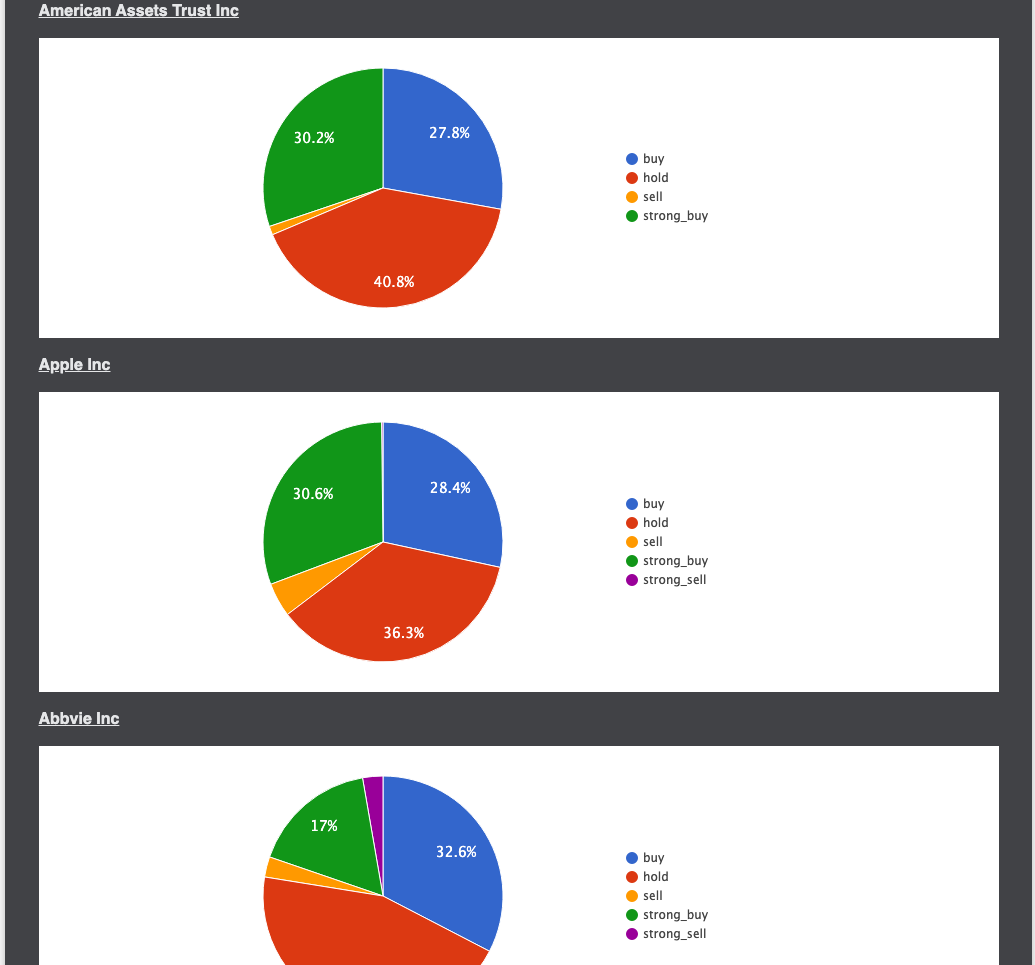 American Assets Trust Inc
30.2%
27.8%
40.8%
buy
hold
sell
strong_buy
Apple Inc
30.6%
28.4%
36.3%
buy
hold
sell
strong_buy
strong_sell
Abbvie Inc
17%
32.6%
buy
hold
sell
strong_buy
strong_sell